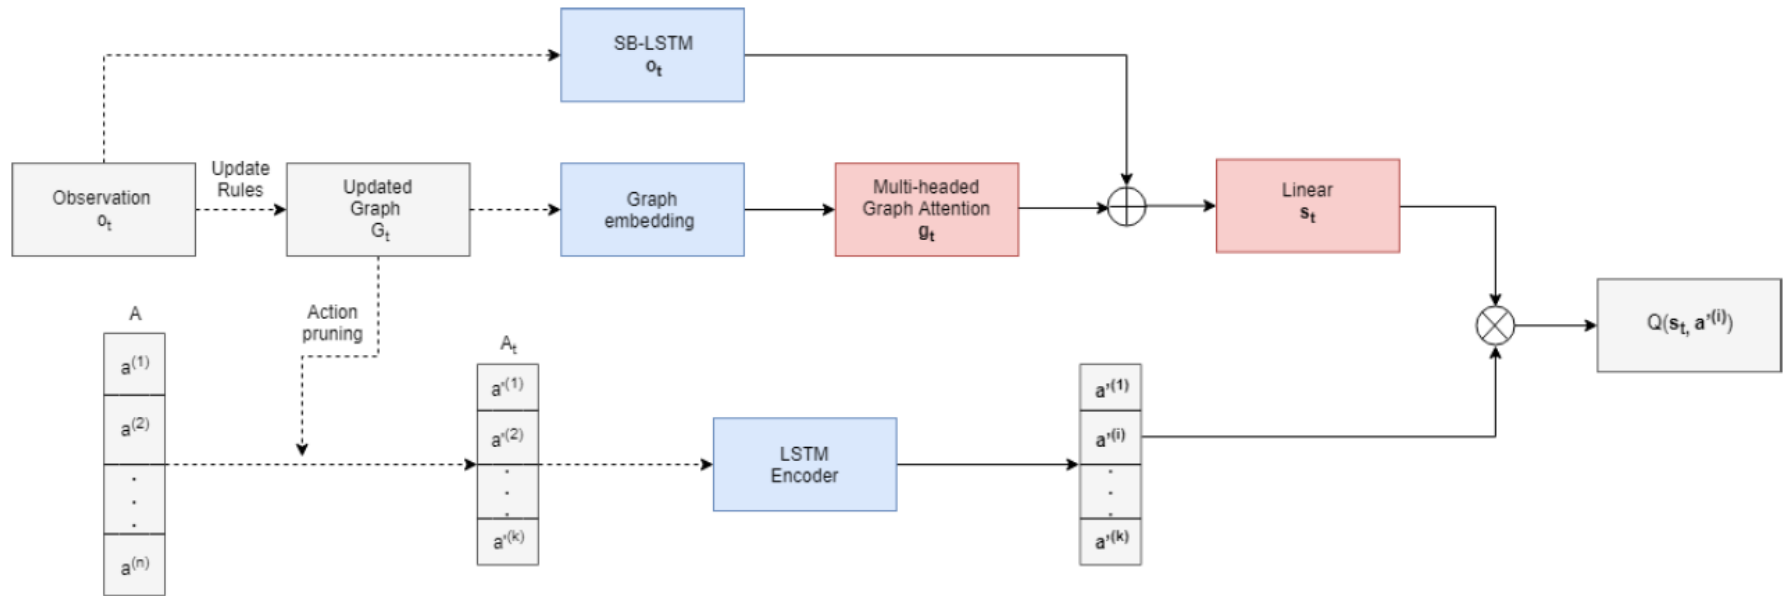 SB-LSTM
oₜ
Observation
oₜ
Update
Rules
Updated
Graph
Gₜ
Graph
embedding
Multi-headed
Graph Attention
gₜ
Linear
sₜ
A
a⁽¹⁾
a⁽²⁾
.
.
.
a⁽ⁿ⁾
Action
pruning
Aₜ
a'⁽¹⁾
a'⁽²⁾
.
.
.
a'⁽ᵏ⁾
LSTM
Encoder
a'⁽¹⁾
a'⁽ⁱ⁾
.
.
.
a'⁽ᵏ⁾
Q(sₜ, a'⁽ⁱ⁾)